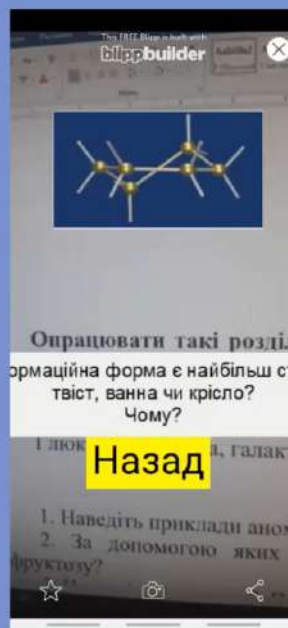 This FREE Blipp is built with
blippbuilder
Опрацювати такі розділ
ормаційна форма є найбільш с
твіст, ванна чи крісло?
Чому?
Назад
галак
1. Наведіть приклади аном
2. За допомогою яких
фруктозу?